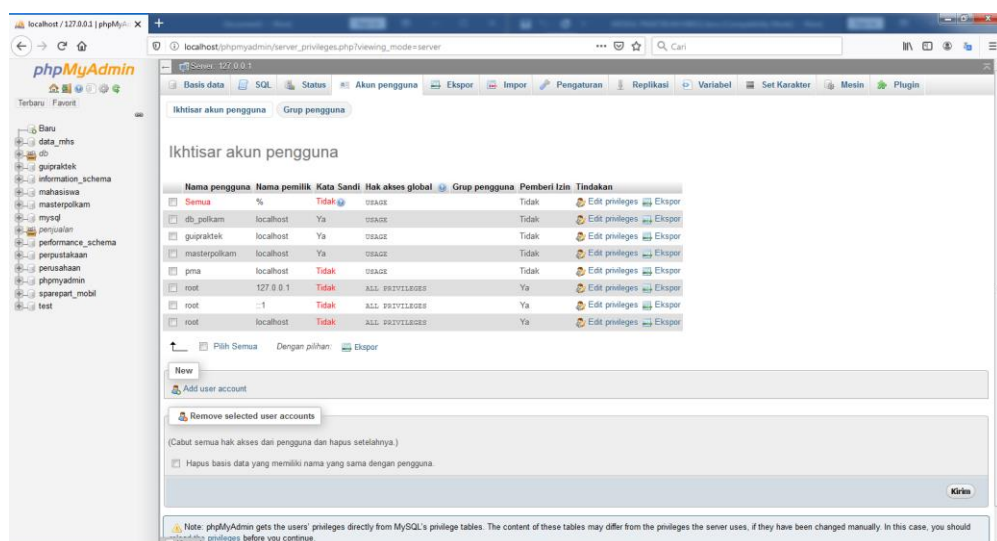 localhost / 127.0.0.1 | phpMyA
localhost/phpmyadmin/server_privileges.php?viewing_mode=server
Cari
phpMyAdmin
Terbaru Favorit
Baru
data_mhs
db
guipraktek
information_schema
mahasiswa
masterpolkam
mysql
penjualan
performance_schema
perpustakaan
perusahaan
phpmyadmin
sparepart_mobil
test
Server: 127.0.0.1
Basis data SQL Status Akun pengguna Ekspor Impor Pengaturan Replikasi Variabel Set Karakter Mesin Plugin
Ikhtisar akun pengguna Grup pengguna
Ikhtisar akun pengguna
Nama pengguna Nama pemilik Kata Sandi Hak akses global Grup pengguna Pemberi Izin Tindakan
Semua % Tidak USAGE Tidak Edit privileges Ekspor
db_polkam localhost Ya USAGE Tidak Edit privileges Ekspor
guipraktek localhost Ya USAGE Tidak Edit privileges Ekspor
masterpolkam localhost Ya USAGE Tidak Edit privileges Ekspor
pma localhost Tidak USAGE Tidak Edit privileges Ekspor
root 127.0.0.1 Tidak ALL PRIVILEGES Ya Edit privileges Ekspor
root ::1 Tidak ALL PRIVILEGES Ya Edit privileges Ekspor
root localhost Tidak ALL PRIVILEGES Ya Edit privileges Ekspor
Pilih Semua Dengan pilihan: Ekspor
New
Add user account
Remove selected user accounts
(Cabut semua hak akses dari pengguna dan hapus setelahnya.)
Hapus basis data yang memiliki nama yang sama dengan pengguna.
Kirim
Note: phpMyAdmin gets the users' privileges directly from MySQL's privilege tables. The content of these tables may differ from the privileges the server uses, if they have been changed manually. In this case, you should
privileges before you continue.